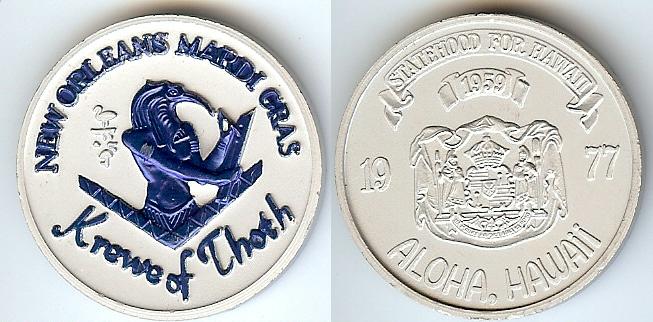 NEW ORLEANS MARDI GRAS
Krewe of Thoth
STATEHOOD FOR HAWAII
1959
19 77
ALOHA, HAWAII